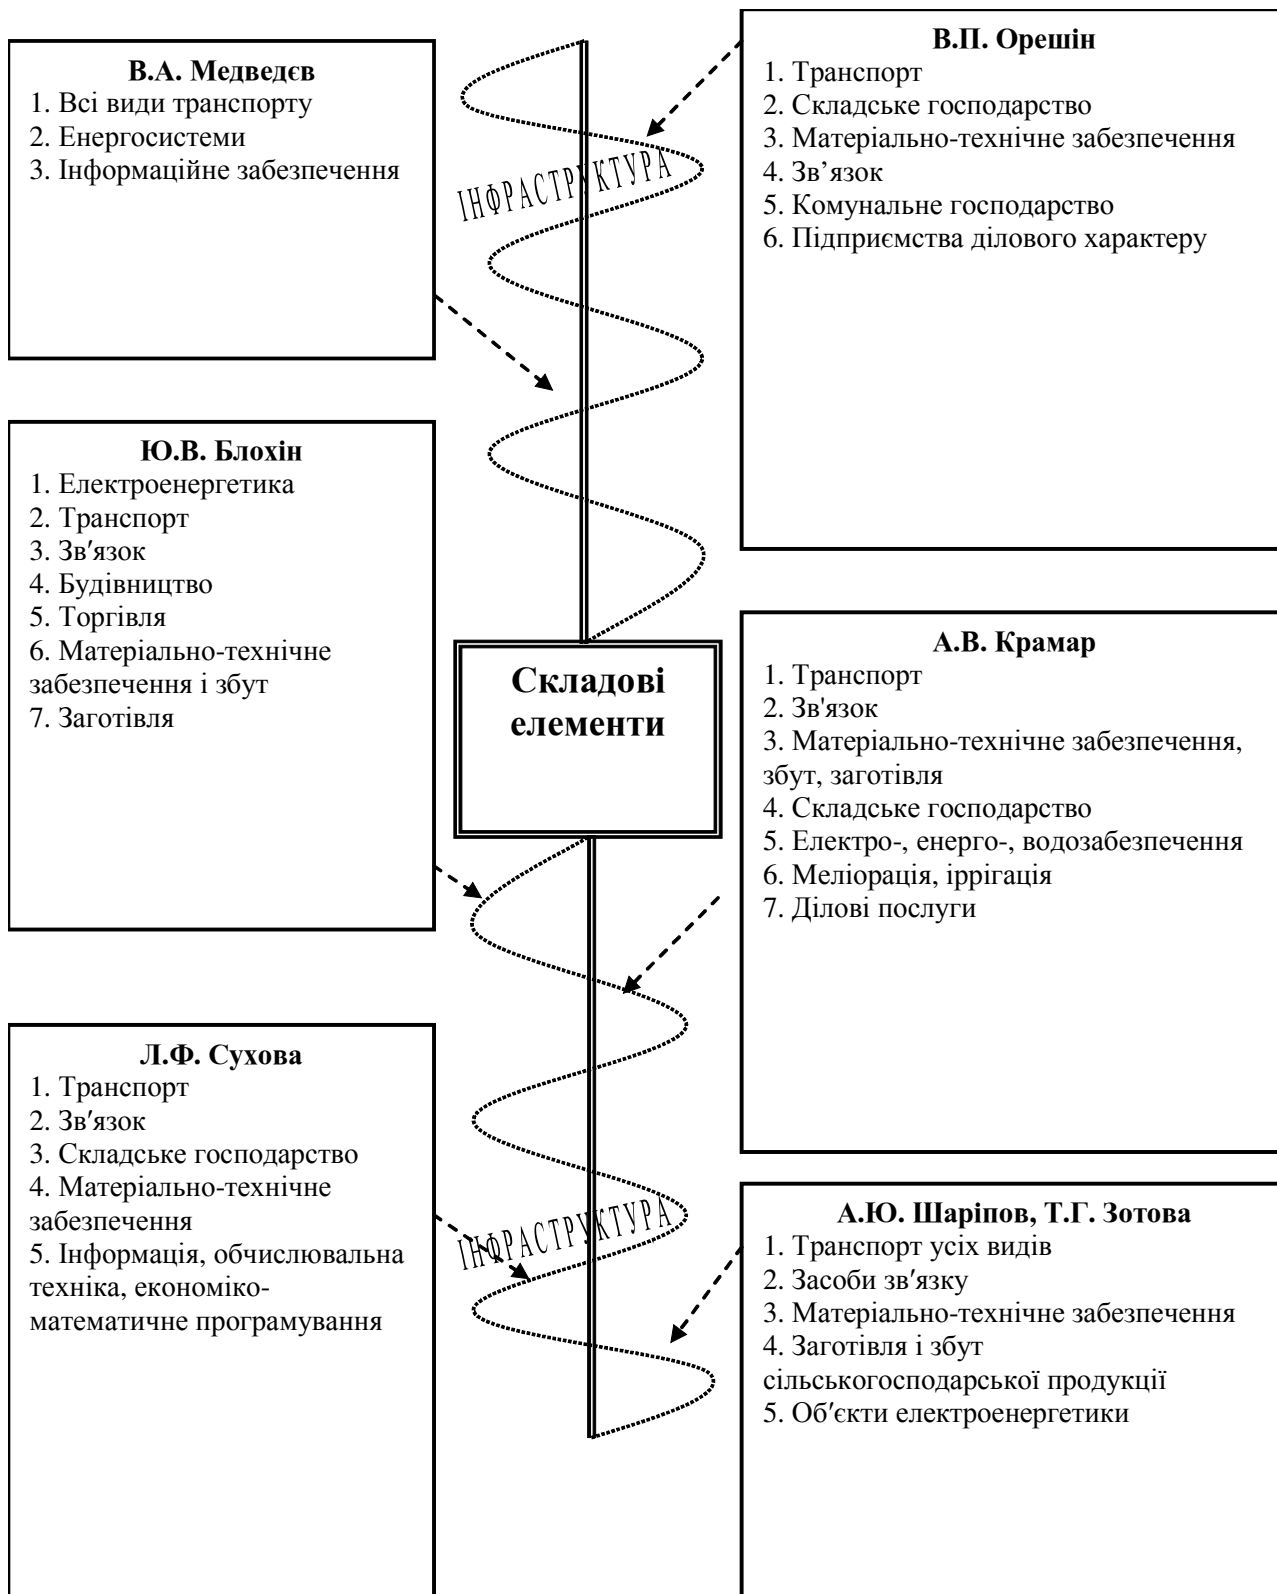 В.А. Медведєв
1. Всі види транспорту
2. Енергосистеми
3. Інформаційне забезпечення
ІНФРАСТРУКТУРА
В.П. Орешін
1. Транспорт
2. Складське господарство
3. Матеріально-технічне забезпечення
4. Зв’язок
5. Комунальне господарство
6. Підприємства ділового характеру
Ю.В. Блохін
1. Електроенергетика
2. Транспорт
3. Зв′язок
4. Будівництво
5. Торгівля
6. Матеріально-технічне
забезпечення і збут
7. Заготівля
Складові
елементи
А.В. Крамар
1. Транспорт
2. Зв'язок
3. Матеріально-технічне забезпечення,
збут, заготівля
4. Складське господарство
5. Електро-, енерго-, водозабезпечення
6. Меліорація, іррігація
7. Ділові послуги
Л.Ф. Сухова
1. Транспорт
2. Зв′язок
3. Складське господарство
4. Матеріально-технічне
забезпечення
5. Інформація, обчислювальна
техніка, економіко-
математичне програмування
ІНФРАСТРУКТУРА
А.Ю. Шаріпов, Т.Г. Зотова
1. Транспорт усіх видів
2. Засоби зв′язку
3. Матеріально-технічне забезпечення
4. Заготівля і збут
сільськогосподарської продукції
5. Об′єкти електроенергетики